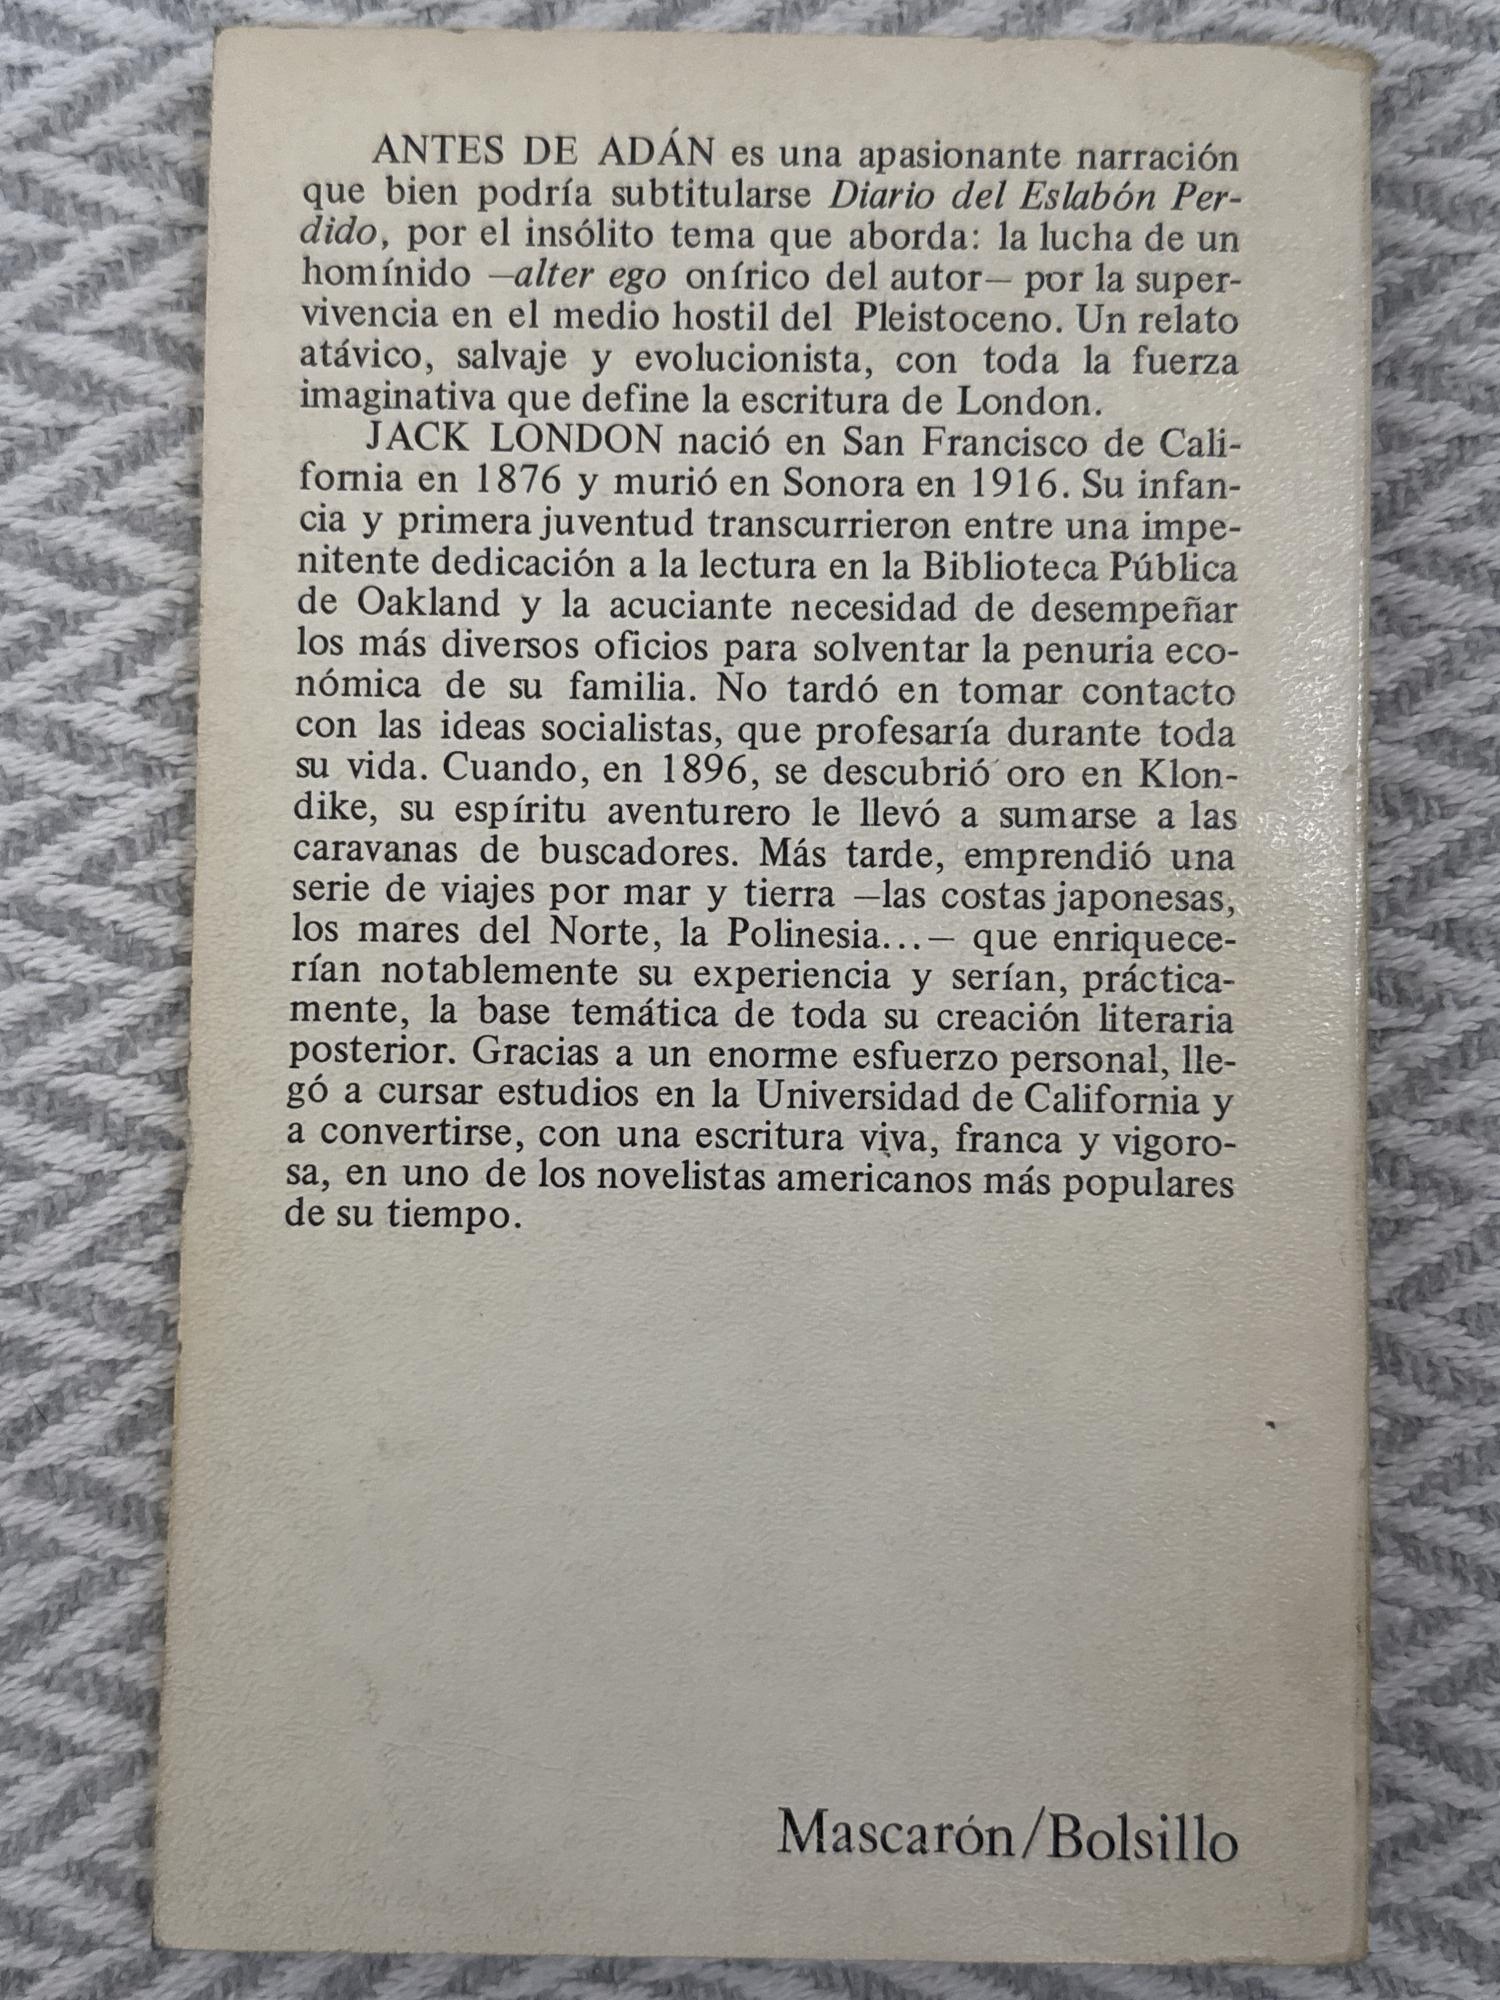 ANTES DE ADÁN es una apasionante narración
que bien podría subtitularse Diario del Eslabón Per-
dido, por el insólito tema que aborda: la lucha de un
homínido —alter ego onírico del autor— por la super-
vivencia en el medio hostil del Pleistoceno. Un relato
atávico, salvaje y evolucionista, con toda la fuerza
imaginativa que define la escritura de London.
JACK LONDON nació en San Francisco de Cali-
fornia en 1876 y murió en Sonora en 1916. Su infan-
cia y primera juventud transcurrieron entre una impe-
nitente dedicación a la lectura en la Biblioteca Pública
de Oakland y la acuciante necesidad de desempeñar
los más diversos oficios para solventar la penuria eco-
nómica de su familia. No tardó en tomar contacto
con las ideas socialistas, que profesaría durante toda
su vida. Cuando, en 1896, se descubrió oro en Klon-
dike, su espíritu aventurero le llevó a sumarse a las
caravanas de buscadores. Más tarde, emprendió una
serie de viajes por mar y tierra —las costas japonesas,
los mares del Norte, la Polinesia...— que enriquece-
rían notablemente su experiencia y serían, práctica-
mente, la base temática de toda su creación literaria
posterior. Gracias a un enorme esfuerzo personal, lle-
gó a cursar estudios en la Universidad de California y
a convertirse, con una escritura viva, franca y vigoro-
sa, en uno de los novelistas americanos más populares
de su tiempo.
Mascarón/Bolsillo